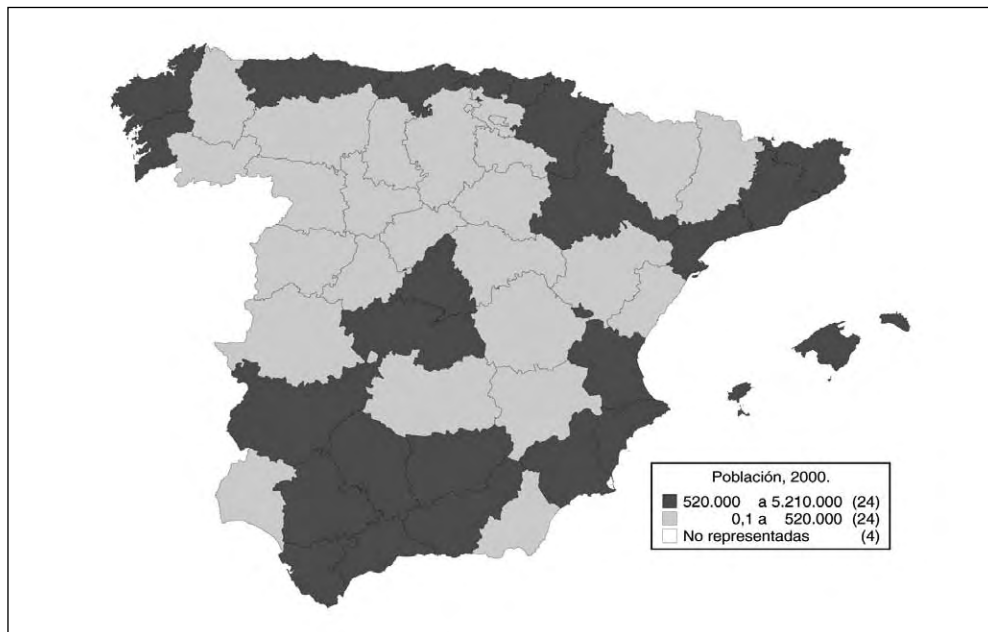 Población, 2000.
520.000 a 5.210.000 (24)
0,1 a 520.000 (24)
No representadas (4)